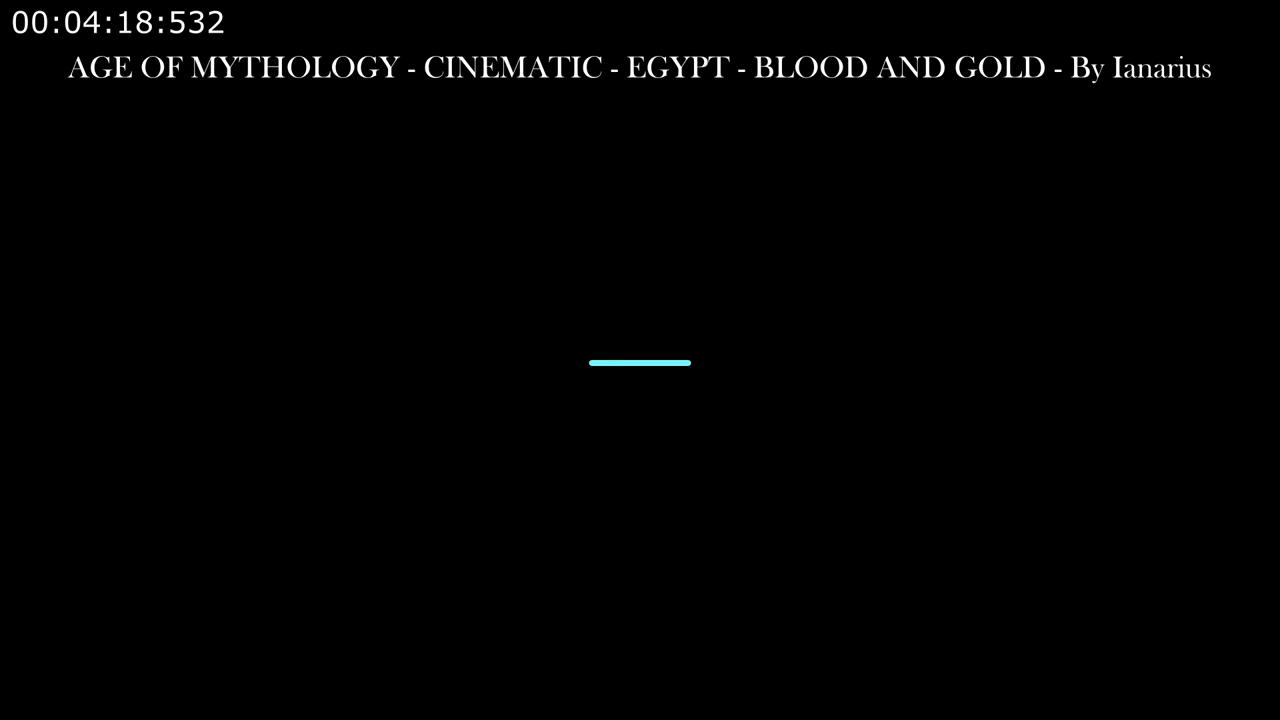 00:04:18:532
AGE OF MYTHOLOGY - CINEMATIC - EGYPT - BLOOD AND GOLD - By Ianarius